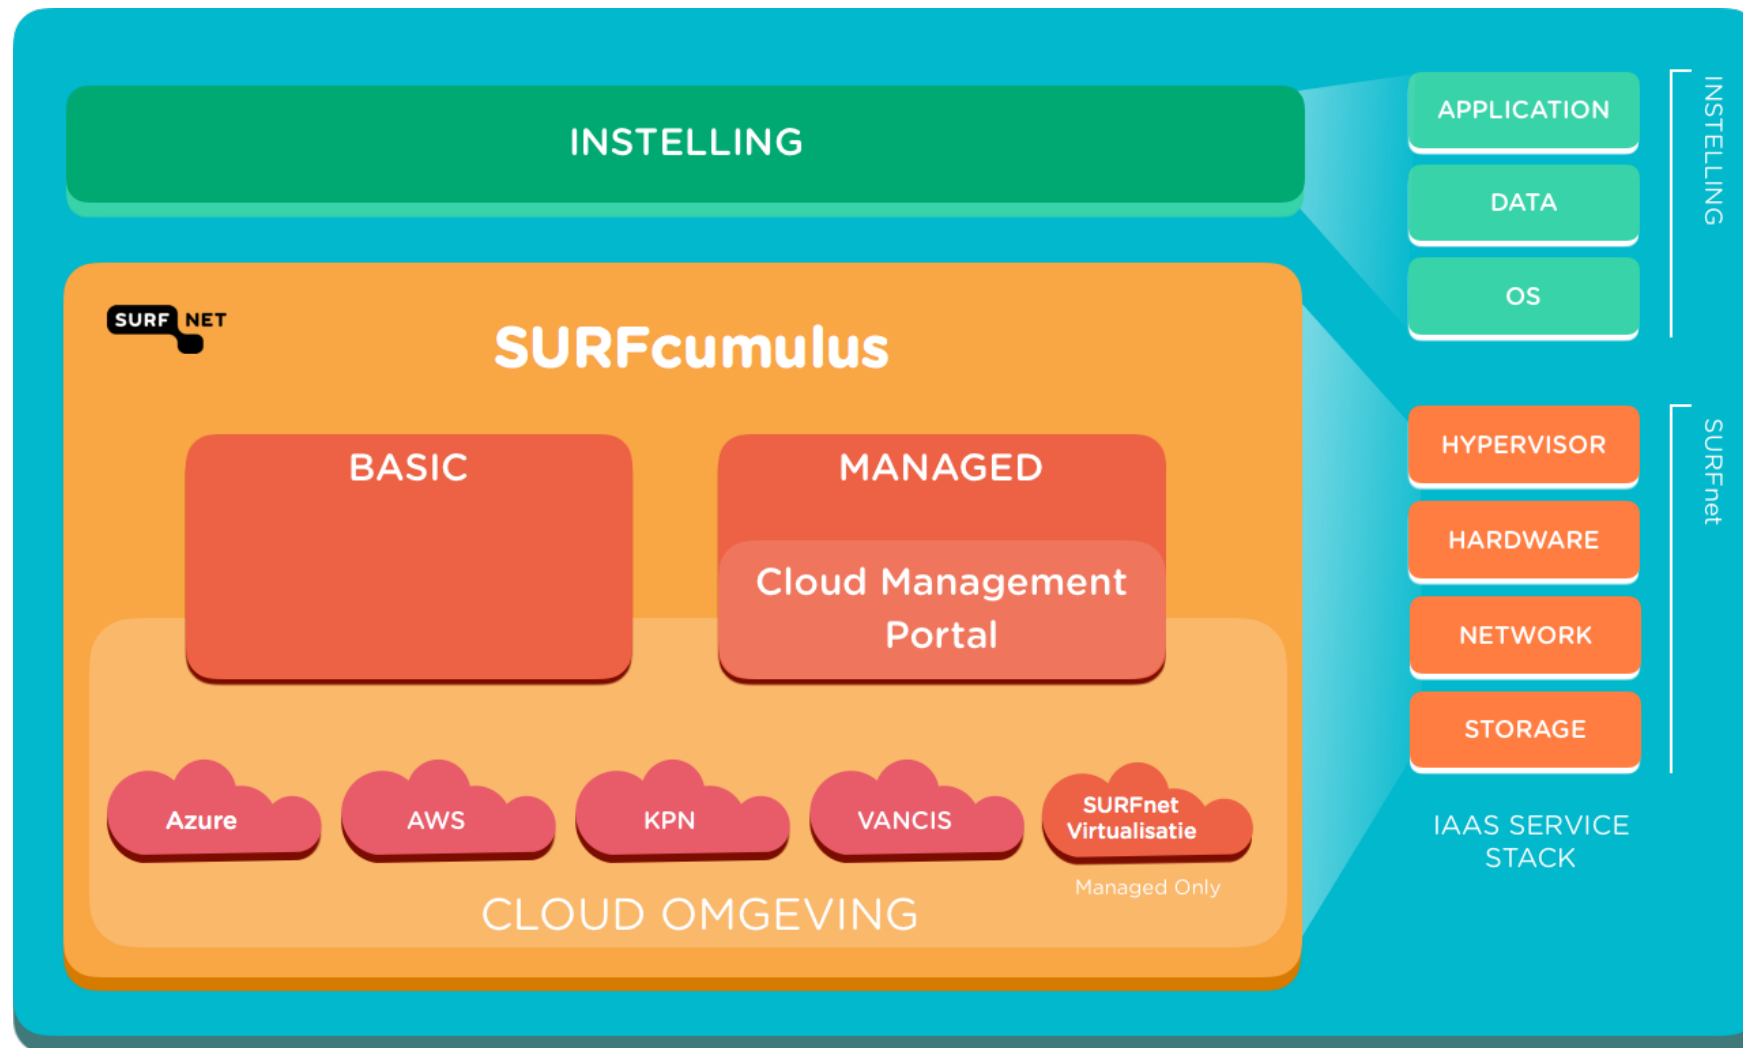 INSTELLING
SURF NET
SURFcumulus
BASIC
MANAGED
Cloud Management
Portal
Azure
AWS
KPN
VANCIS
SURFnet
Virtualisatie
Managed Only
CLOUD OMGEVING
APPLICATION
DATA
OS
INSTELLING
HYPERVISOR
HARDWARE
NETWORK
STORAGE
SURFnet
IAAS SERVICE
STACK